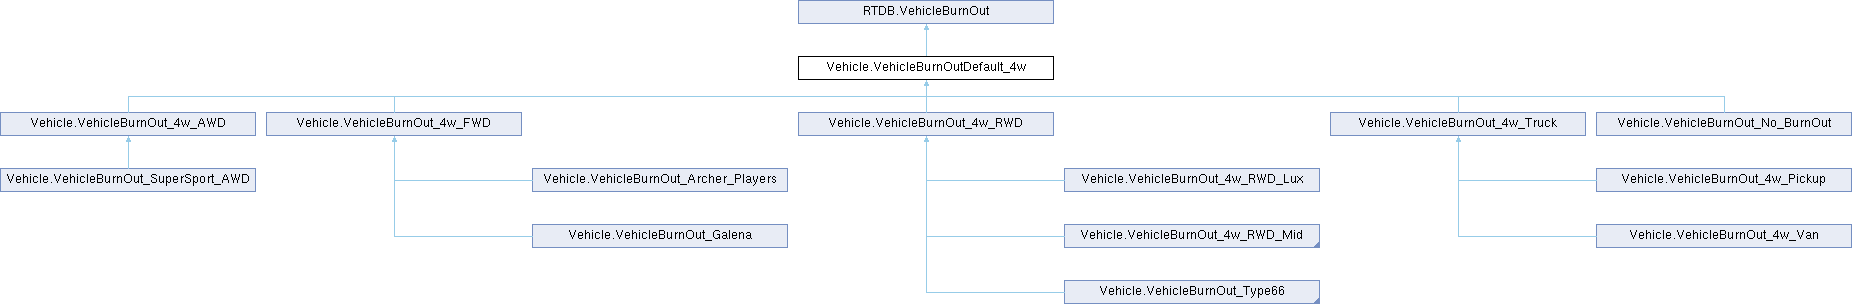 RTDB.VehicleBurnOut
Vehicle.VehicleBurnOutDefault_4w
Vehicle.VehicleBurnOut_4w_AWD
Vehicle.VehicleBurnOut_4w_FWD
Vehicle.VehicleBurnOut_4w_RWD
Vehicle.VehicleBurnOut_4w_Truck
Vehicle.VehicleBurnOut_No_BurnOut
Vehicle.VehicleBurnOut_SuperSport_AWD
Vehicle.VehicleBurnOut_Archer_Players
Vehicle.VehicleBurnOut_4w_RWD_Lux
Vehicle.VehicleBurnOut_4w_Pickup
Vehicle.VehicleBurnOut_Galena
Vehicle.VehicleBurnOut_4w_RWD_Mid
Vehicle.VehicleBurnOut_4w_Van
Vehicle.VehicleBurnOut_Type66